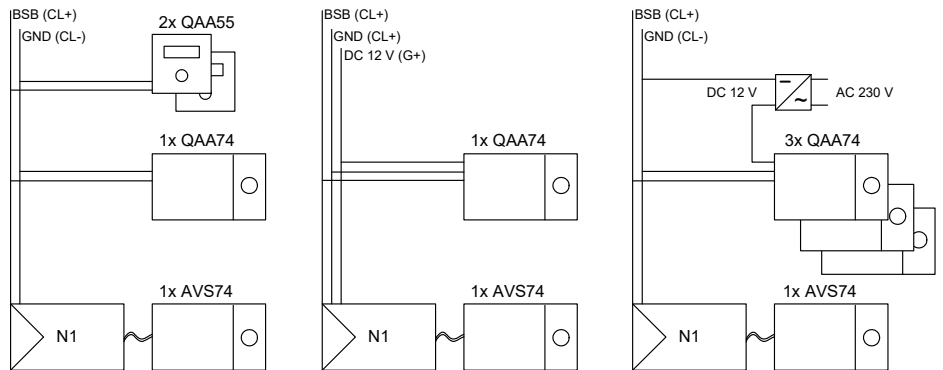 BSB (CL+)
GND (CL-)
2x QAA55
1x QAA74
1x AVS74
N1
BSB (CL+)
GND (CL+)
DC 12 V (G+)
1x QAA74
1x AVS74
N1
BSB (CL+)
GND (CL-)
DC 12 V
AC 230 V
3x QAA74
1x AVS74
N1